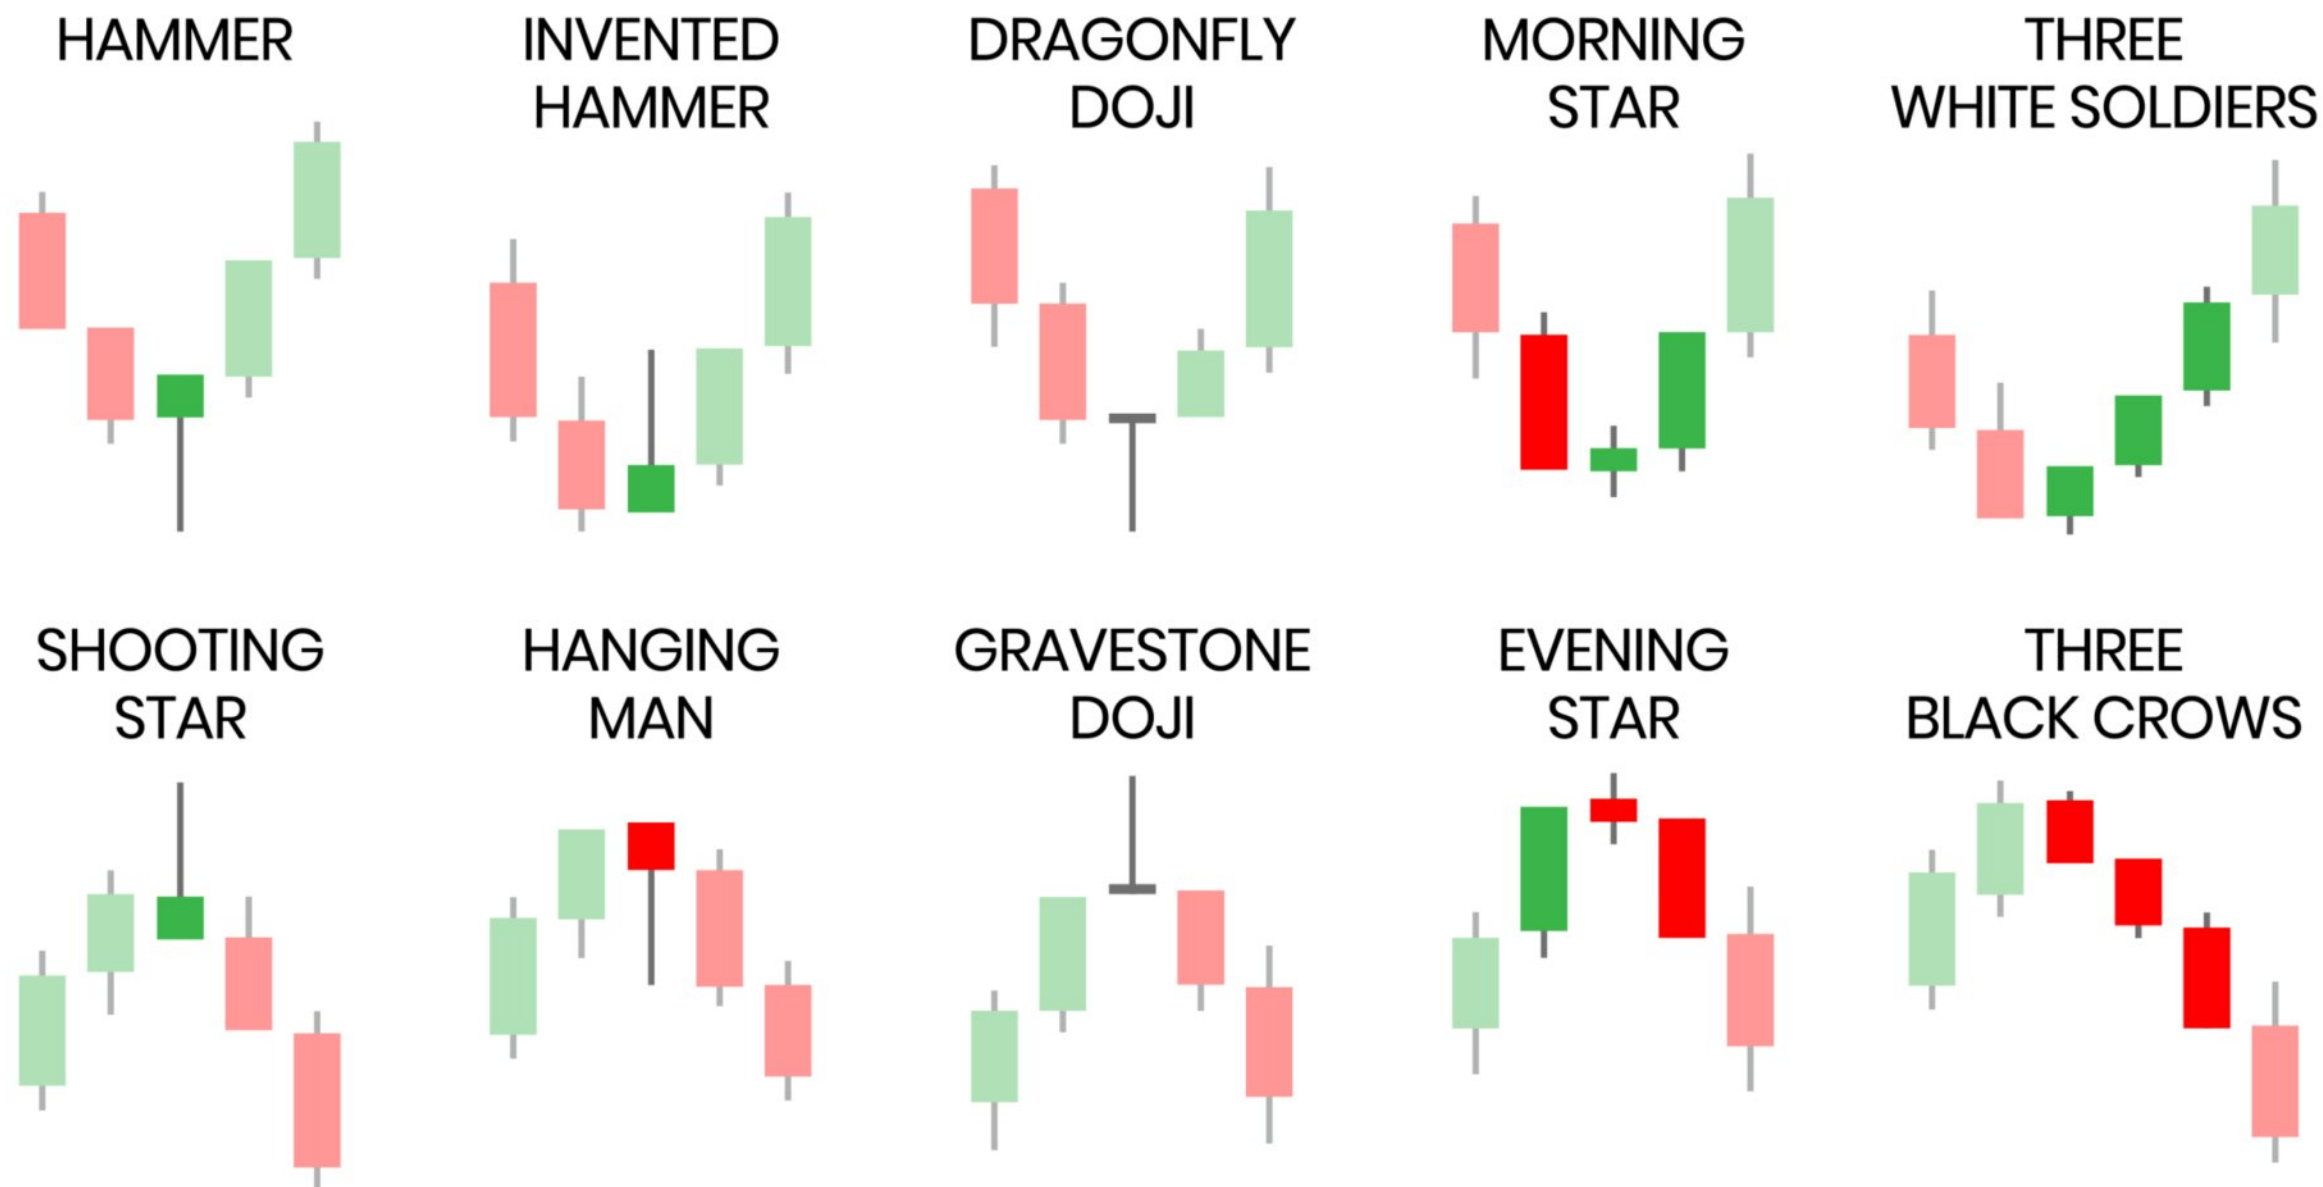 HAMMER
INVENTED
HAMMER
DRAGONFLY
DOJI
MORNING
STAR
THREE
WHITE SOLDIERS
SHOOTING
STAR
HANGING
MAN
GRAVESTONE
DOJI
EVENING
STAR
THREE
BLACK CROWS